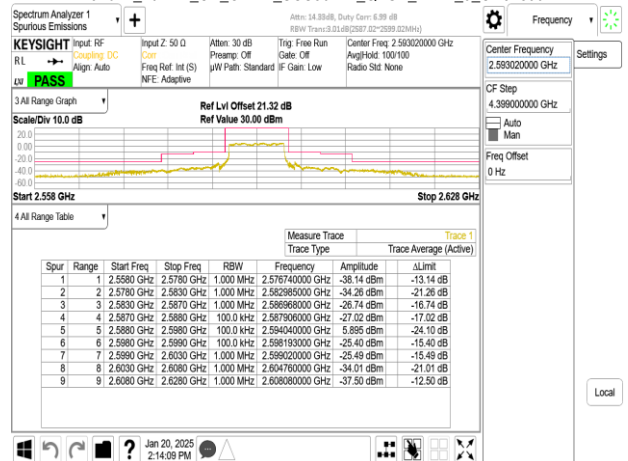 Spectrum Analyzer 1
Spurious Emissions
Attn: 14.33dB, Duty Corr: 6.99 dB
RBW Trans:3.01dB(2587.02~2599.02MHz)
Frequency
KEYSIGHT
RL
PASS
Input: RF
Coupling: DC
Align: Auto
Input Z: 50 Ω
Corr
Freq Ref: Int (S)
NFE: Adaptive
Atten: 30 dB
Preamp: Off
µW Path: Standard
Trig: Free Run
Gate: Off
IF Gain: Low
Center Freq: 2.593020000 GHz
Avg|Hold: 100/100
Radio Std: None
Center Frequency
2.593020000 GHz
Settings
CF Step
4.399000000 GHz
Auto
Man
Freq Offset
0 Hz
Local
3 All Range Graph
Scale/Div 10.0 dB
Ref Lvl Offset 21.32 dB
Ref Value 30.00 dBm
20.0
0.00
-20.0
-40.0
Start 2.558 GHz
Stop 2.628 GHz
4 All Range Table
Measure Trace Trace 1
Trace Type Trace Average (Active)
Spur Range Start Freq Stop Freq RBW Frequency Amplitude ΔLimit
1 1 2.5580 GHz 2.5780 GHz 1.000 MHz 2.576740000 GHz -38.14 dBm -13.14 dB
2 2 2.5780 GHz 2.5830 GHz 1.000 MHz 2.582985000 GHz -34.26 dBm -21.26 dB
3 3 2.5830 GHz 2.5870 GHz 1.000 MHz 2.586968000 GHz -26.74 dBm -16.74 dB
4 4 2.5870 GHz 2.5880 GHz 100.0 kHz 2.587906000 GHz -27.02 dBm -17.02 dB
5 5 2.5880 GHz 2.5980 GHz 100.0 kHz 2.594040000 GHz 5.895 dBm -24.10 dB
6 6 2.5980 GHz 2.5990 GHz 100.0 kHz 2.598193000 GHz -25.40 dBm -15.40 dB
7 7 2.5990 GHz 2.6030 GHz 1.000 MHz 2.599020000 GHz -25.49 dBm -15.49 dB
8 8 2.6030 GHz 2.6080 GHz 1.000 MHz 2.604760000 GHz -34.01 dBm -21.01 dB
9 9 2.6080 GHz 2.6280 GHz 1.000 MHz 2.608080000 GHz -37.50 dBm -12.50 dB
Jan 20, 2025
2:14:09 PM